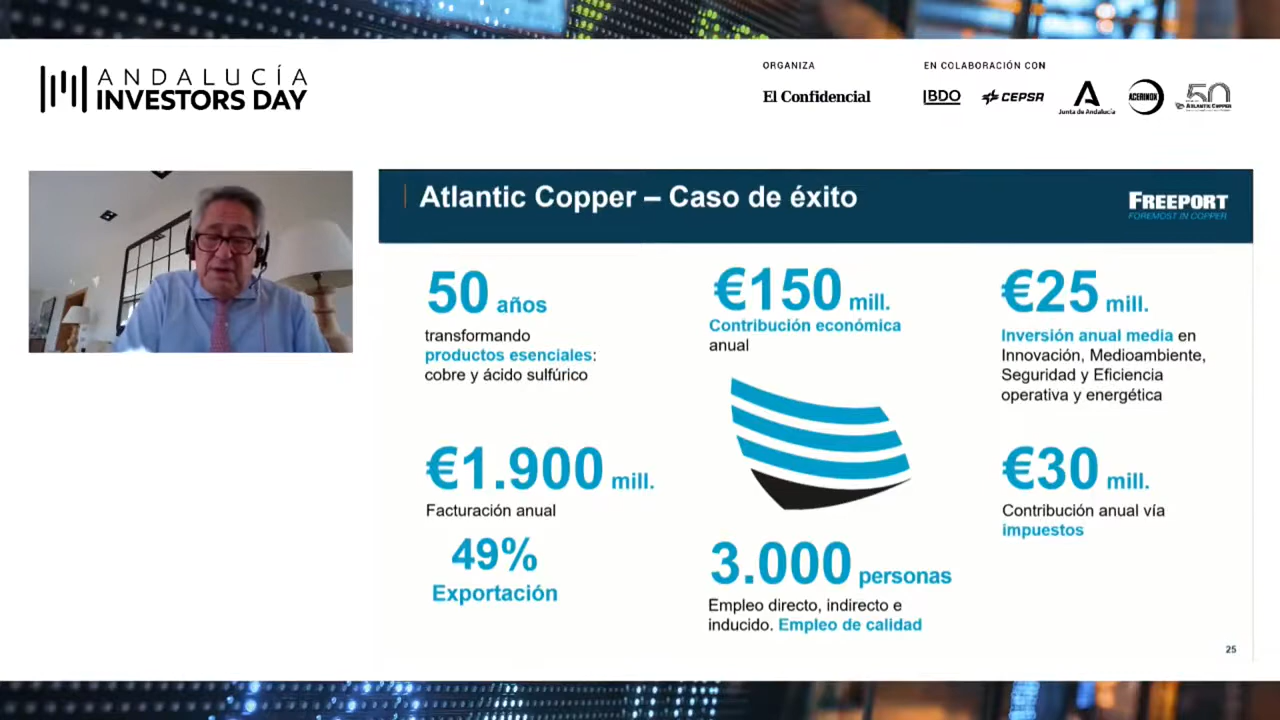 ANDALUCÍA
INVESTORS DAY
ORGANIZA
El Confidencial
EN COLABORACIÓN CON
IBDO
CEPSA
Junta de Andalucía
ACERINOX
50
ATLANTIC COPPER
Atlantic Copper – Caso de éxito
FREEPORT
FOREMOST IN COPPER
50 años
transformando
productos esenciales:
cobre y ácido sulfúrico
€150 mill.
Contribución económica
anual
€25 mill.
Inversión anual media en
Innovación, Medioambiente,
Seguridad y Eficiencia
operativa y energética
€1.900 mill.
Facturación anual
49%
Exportación
€30 mill.
Contribución anual vía
impuestos
3.000 personas
Empleo directo, indirecto e
inducido. Empleo de calidad
25